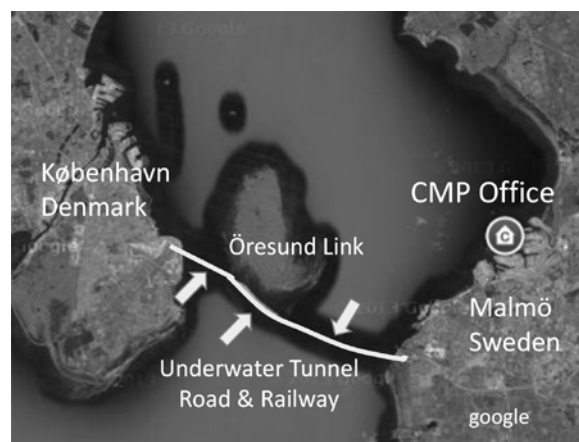 København
Denmark
CMP Office
Öresund Link
Malmö
Sweden
Underwater Tunnel
Road & Railway
google